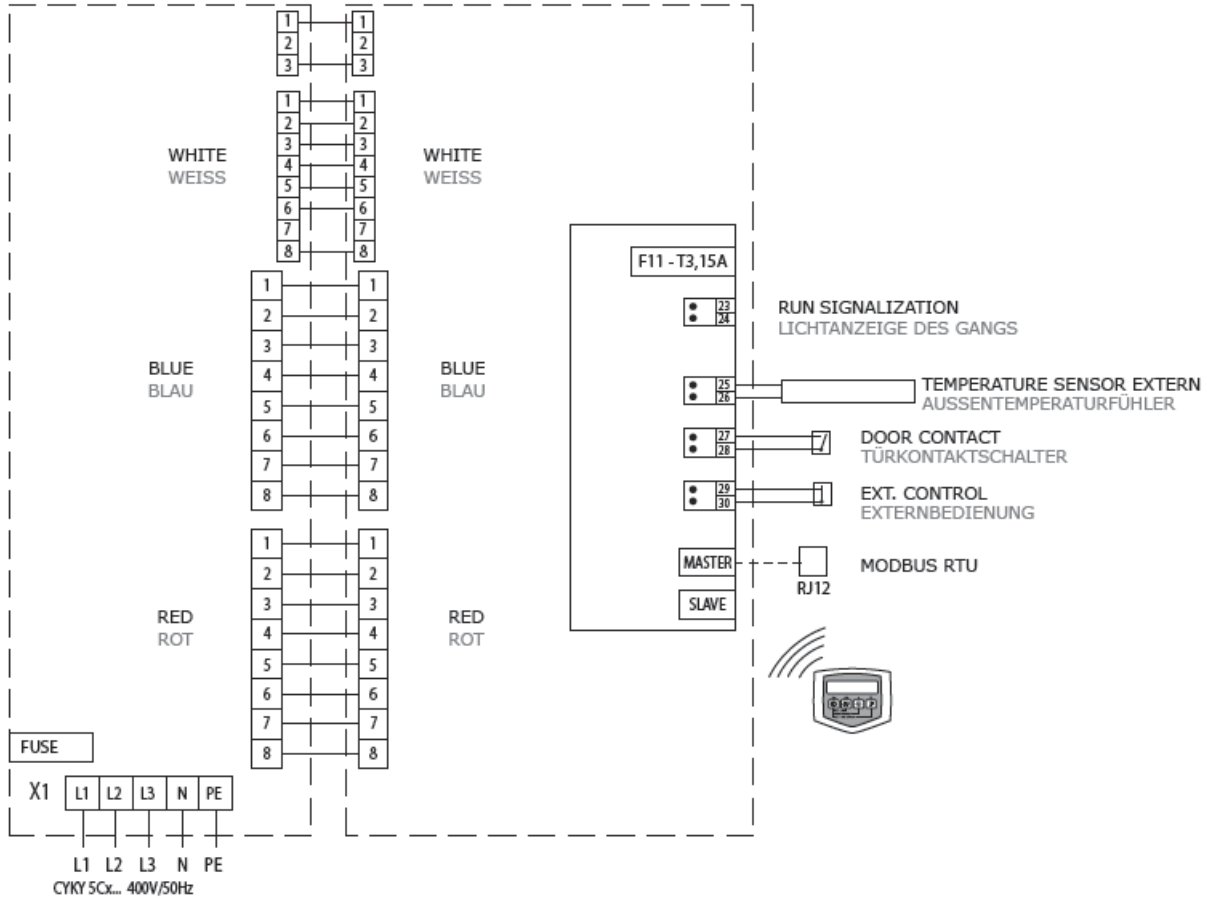 1 1
2 2
3 3
1 1
2 2
3 3
4 4
5 5
6 6
7 7
8 8
WHITE
WEISS
WHITE
WEISS
1 1
2 2
3 3
4 4
5 5
6 6
7 7
8 8
BLUE
BLAU
BLUE
BLAU
1 1
2 2
3 3
4 4
5 5
6 6
7 7
8 8
RED
ROT
RED
ROT
F11 - T3,15A
23
24
RUN SIGNALIZATION
LICHTANZEIGE DES GANGS
25
26
TEMPERATURE SENSOR EXTERN
AUSSENTEMPERATURFÜHLER
27
28
DOOR CONTACT
TÜRKONTAKTSCHALTER
29
30
EXT. CONTROL
EXTERNBEDIENUNG
MASTER
RJ12
MODBUS RTU
SLAVE
FUSE
X1 L1 L2 L3 N PE
L1 L2 L3 N PE
CYKY 5Cx... 400V/50Hz